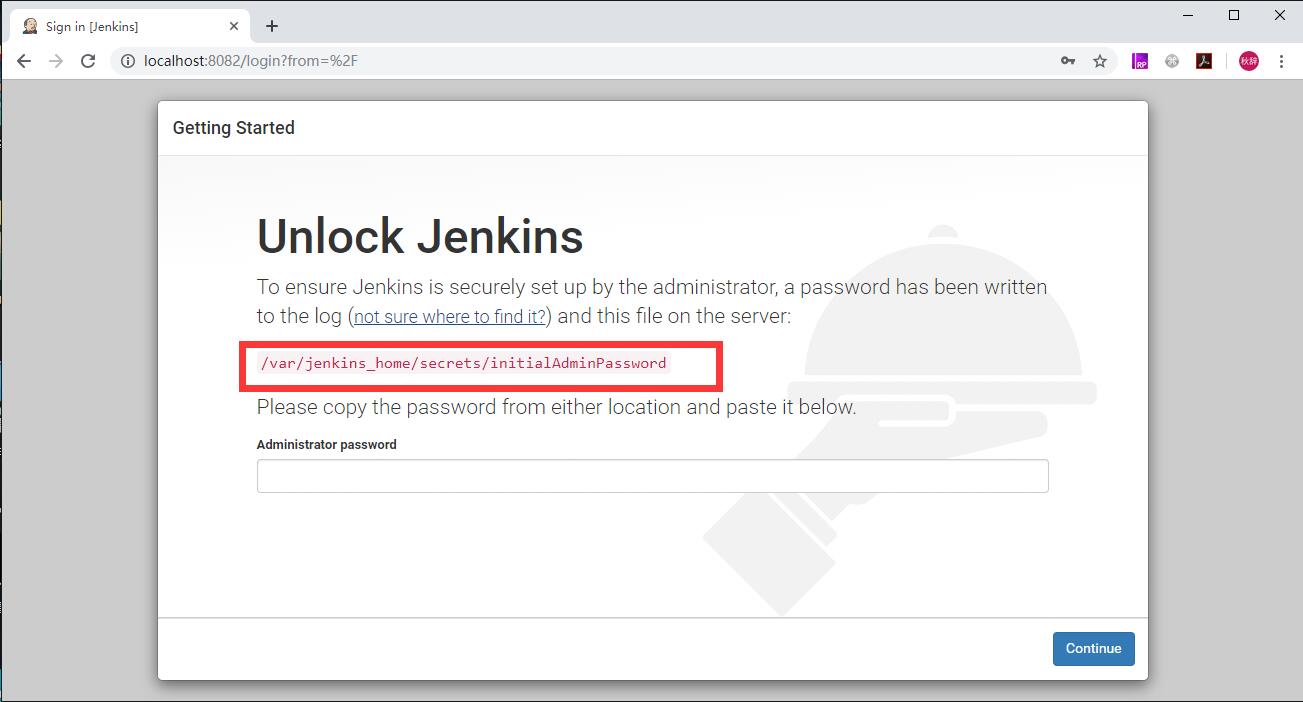 Sign in [Jenkins]
localhost:8082/login?from=%2F
RP
秋辞
Getting Started
Unlock Jenkins
To ensure Jenkins is securely set up by the administrator, a password has been written
to the log (not sure where to find it?) and this file on the server:
/var/jenkins_home/secrets/initialAdminPassword
Please copy the password from either location and paste it below.
Administrator password
Continue